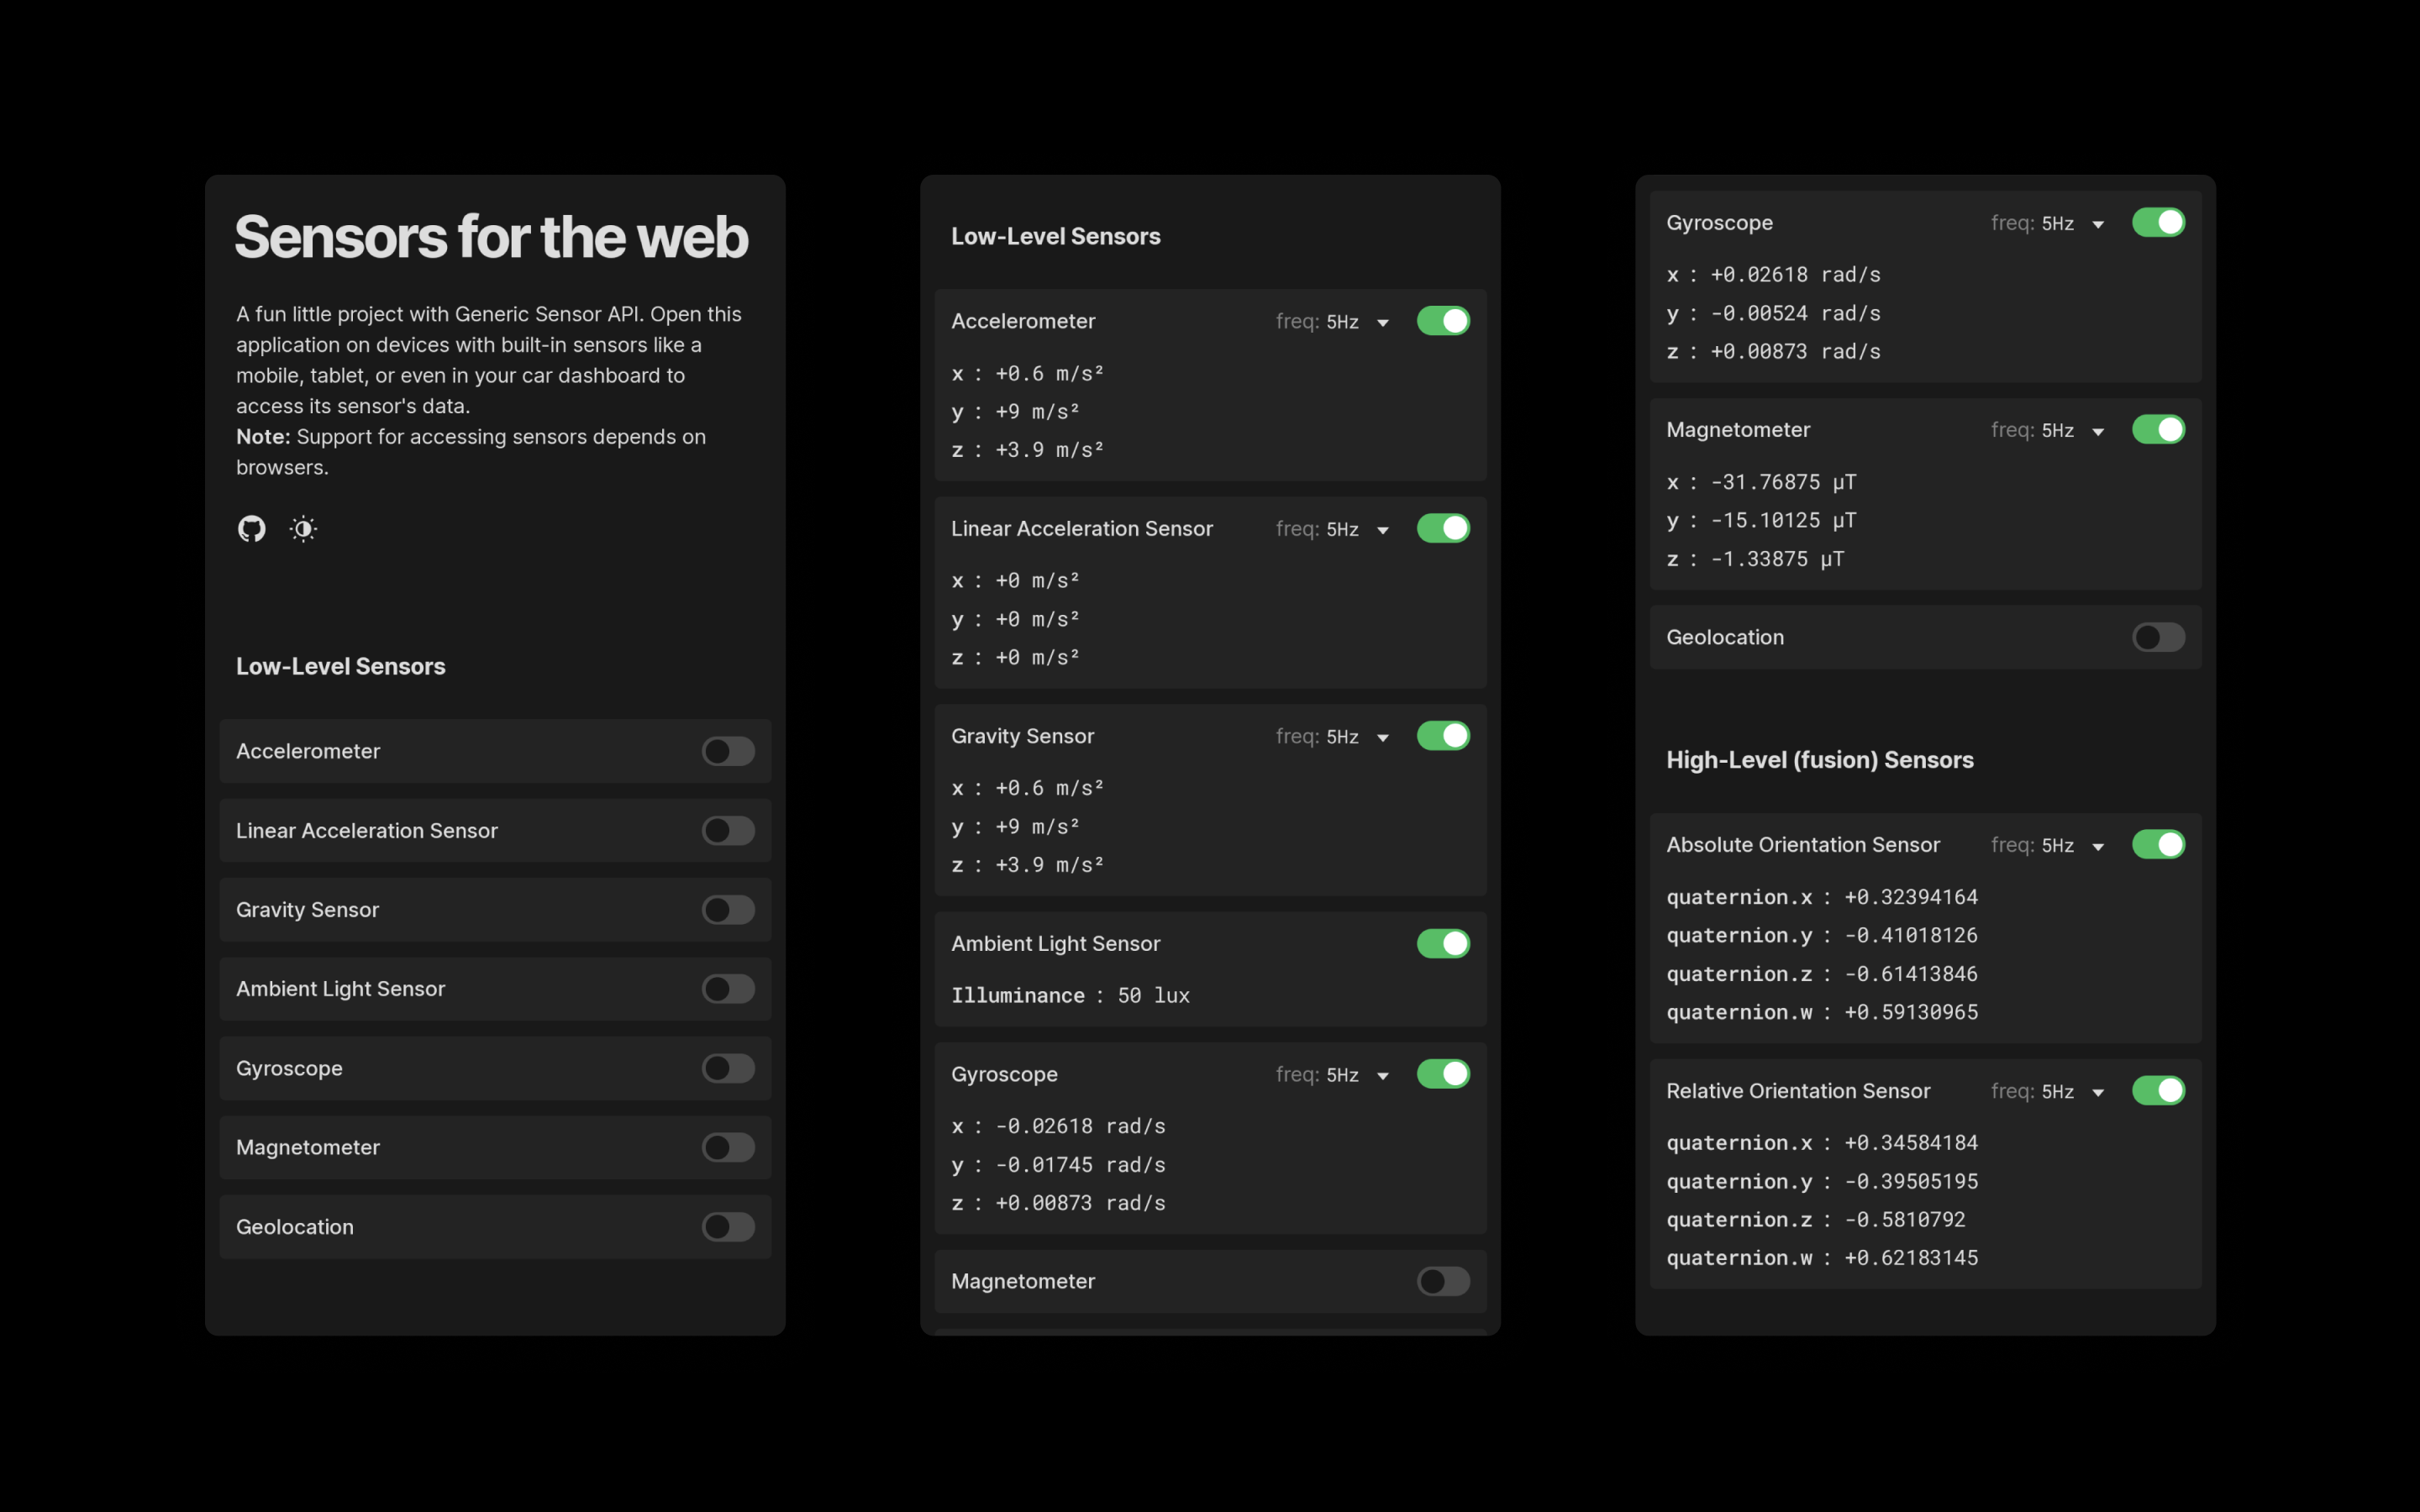 Sensors for the web
A fun little project with Generic Sensor API. Open this
application on devices with built-in sensors like a
mobile, tablet, or even in your car dashboard to
access its sensor's data.
Note: Support for accessing sensors depends on
browsers.
Low-Level Sensors
Accelerometer
Linear Acceleration Sensor
Gravity Sensor
Ambient Light Sensor
Gyroscope
Magnetometer
Geolocation
Low-Level Sensors
Accelerometer freq: 5Hz
x : +0.6 m/s²
y : +9 m/s²
z : +3.9 m/s²
Linear Acceleration Sensor freq: 5Hz
x : +0 m/s²
y : +0 m/s²
z : +0 m/s²
Gravity Sensor freq: 5Hz
x : +0.6 m/s²
y : +9 m/s²
z : +3.9 m/s²
Ambient Light Sensor
Illuminance : 50 lux
Gyroscope freq: 5Hz
x : -0.02618 rad/s
y : -0.01745 rad/s
z : +0.00873 rad/s
Magnetometer
Gyroscope freq: 5Hz
x : +0.02618 rad/s
y : -0.00524 rad/s
z : +0.00873 rad/s
Magnetometer freq: 5Hz
x : -31.76875 μT
y : -15.10125 μT
z : -1.33875 μT
Geolocation
High-Level (fusion) Sensors
Absolute Orientation Sensor freq: 5Hz
quaternion.x : +0.32394164
quaternion.y : -0.41018126
quaternion.z : -0.61413846
quaternion.w : +0.59130965
Relative Orientation Sensor freq: 5Hz
quaternion.x : +0.34584184
quaternion.y : -0.39505195
quaternion.z : -0.5810792
quaternion.w : +0.62183145